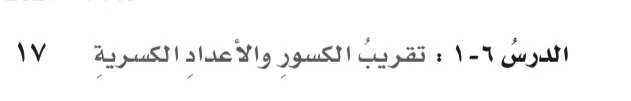 الدرسُ ٦-١ : تقريبُ الكسورِ والأعدادِ الكسريةِ ١٧